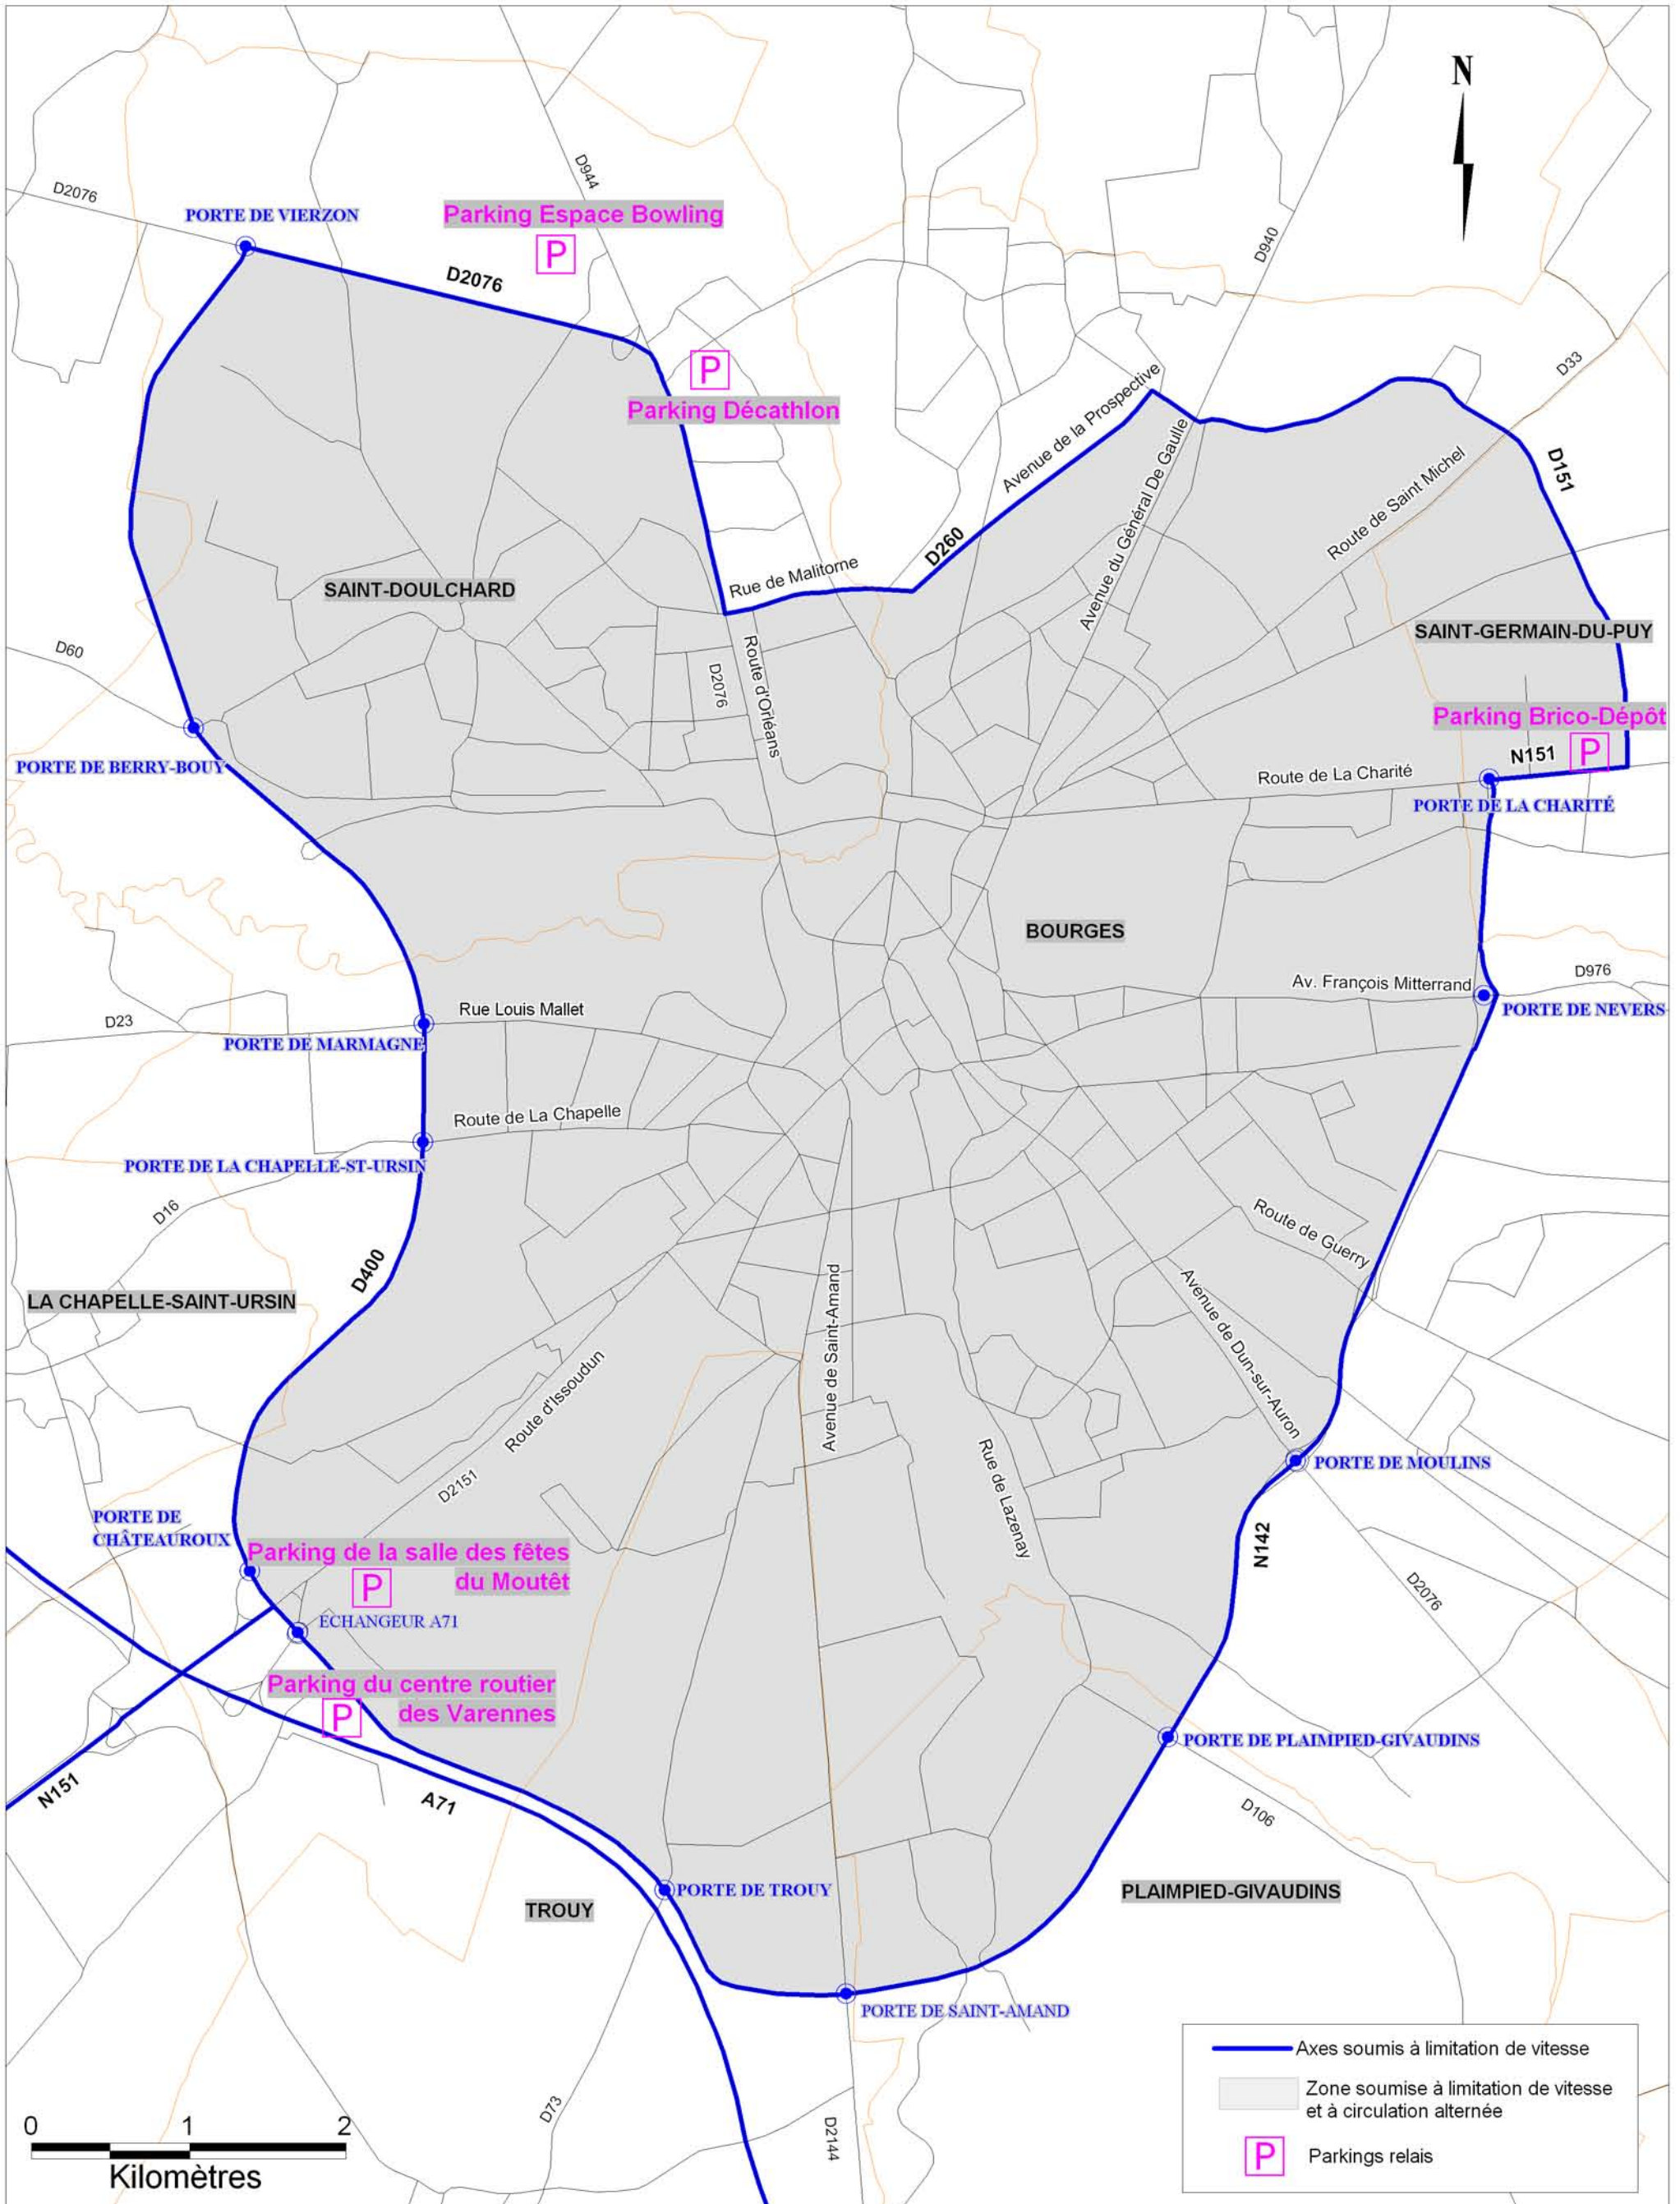 N
D944
D2076
PORTE DE VIERZON
Parking Espace Bowling
P
D940
D2076
D33
P
Parking Décathlon
Avenue de la Prospective
Avenue du Général De Gaulle
Route de Saint Michel
D151
D260
Rue de Malitorne
SAINT-DOULCHARD
SAINT-GERMAIN-DU-PUY
D60
D2076
Route d'Orléans
Parking Brico-Dépôt
P
N151
PORTE DE BERRY-BOUY
Route de La Charité
PORTE DE LA CHARITÉ
BOURGES
D976
Av. François Mitterrand
PORTE DE NEVERS
Rue Louis Mallet
D23
PORTE DE MARMAGNE
Route de La Chapelle
PORTE DE LA CHAPELLE-ST-URSIN
D16
Route de Guerry
D400
LA CHAPELLE-SAINT-URSIN
Avenue de Saint-Amand
Avenue de Dun-sur-Auron
Route d'Issoudun
PORTE DE MOULINS
D2151
Rue de Lazenay
PORTE DE
CHÂTEAUROUX
Parking de la salle des fêtes
du Moutêt
P
N142
D2076
ECHANGEUR A71
Parking du centre routier
des Varennes
P
PORTE DE PLAIMPIED-GIVAUDINS
N151
A71
D106
PORTE DE TROUY
PLAIMPIED-GIVAUDINS
TROUY
PORTE DE SAINT-AMAND
D73
D2144
0 1 2
Kilomètres
Axes soumis à limitation de vitesse
Zone soumise à limitation de vitesse
et à circulation alternée
P Parkings relais